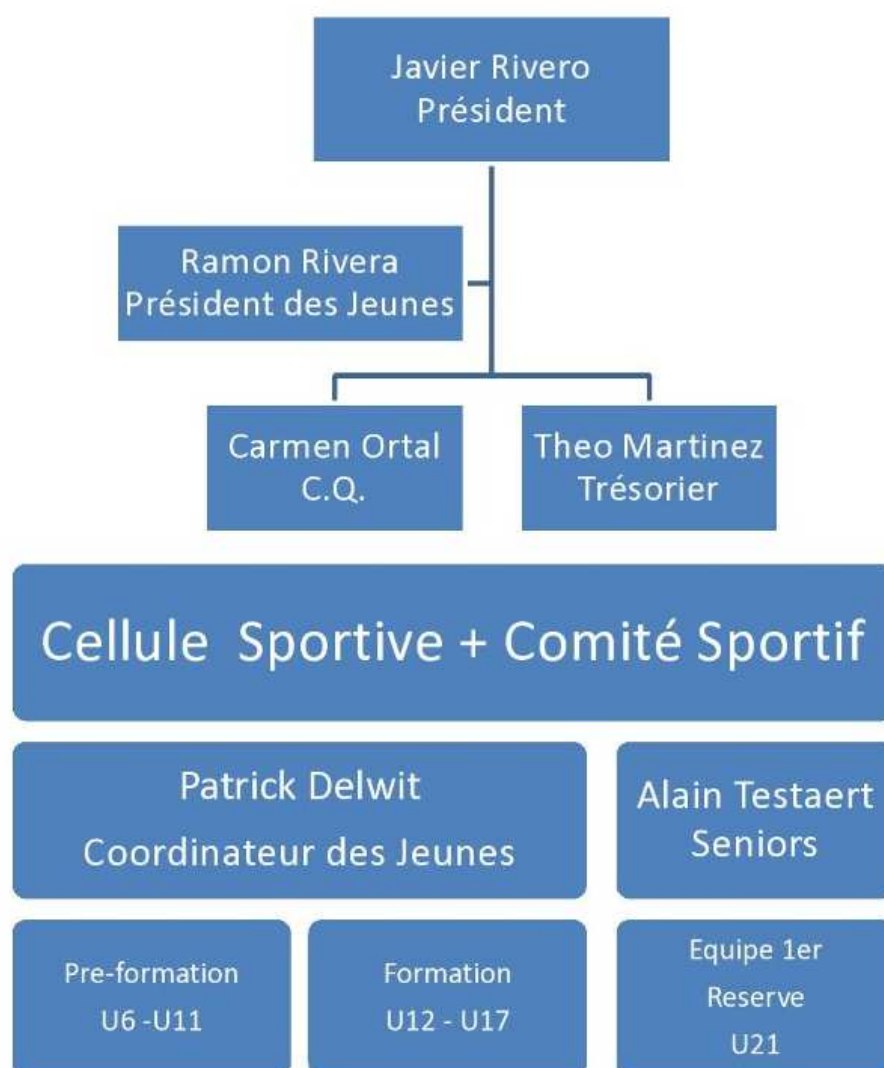 Javier Rivero
Président
Ramon Rivera
Président des Jeunes
Carmen Ortal
C.Q.
Theo Martinez
Trésorier
Cellule Sportive + Comité Sportif
Patrick Delwit
Coordinateur des Jeunes
Alain Testaert
Seniors
Pre-formation
U6 -U11
Formation
U12 - U17
Equipe 1er
Reserve
U21